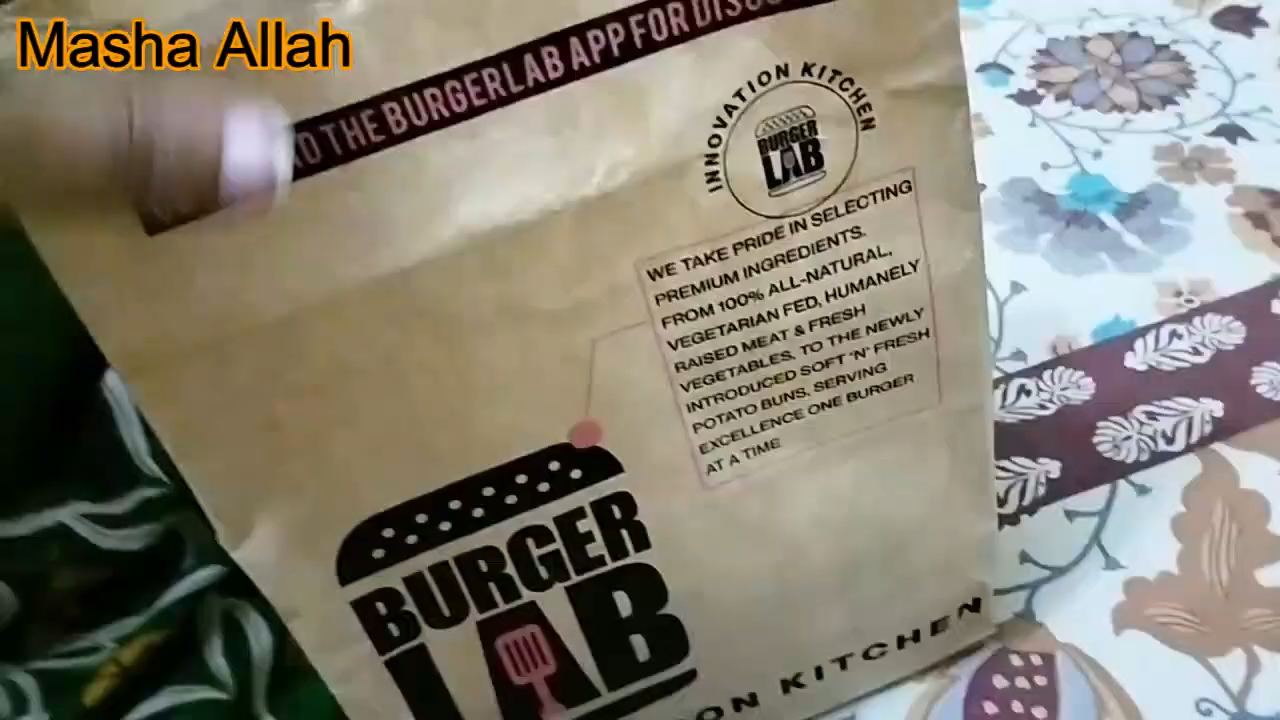 Masha Allah
THE BURGERLAB APP FOR
INNOVATION KITCHEN
BURGER
LAB
WE TAKE PRIDE IN SELECTING
PREMIUM INGREDIENTS,
FROM 100% ALL-NATURAL,
VEGETARIAN FED, HUMANELY
RAISED MEAT & FRESH
VEGETABLES, TO THE NEWLY
INTRODUCED SOFT 'N' FRESH
POTATO BUNS, SERVING
EXCELLENCE ONE BURGER
AT A TIME
BURGER
LAB
KITCHEN